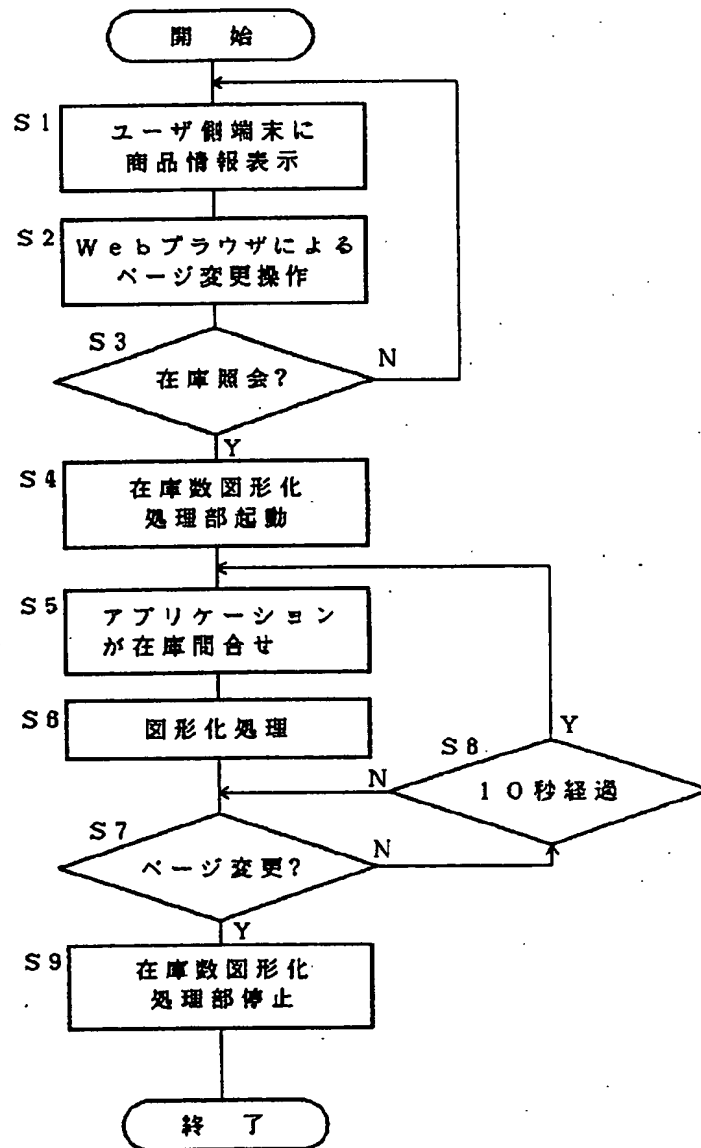 開 始
S1
ユーザ側端末に
商品情報表示
S2
Webブラウザによる
ページ変更操作
S3
在庫照会?
N
Y
S4
在庫数図形化
処理部起動
S5
アプリケーション
が在庫問合せ
S6
図形化処理
S8
Y
N
10秒経過
S7
ページ変更?
N
Y
S9
在庫数図形化
処理部停止
終 了